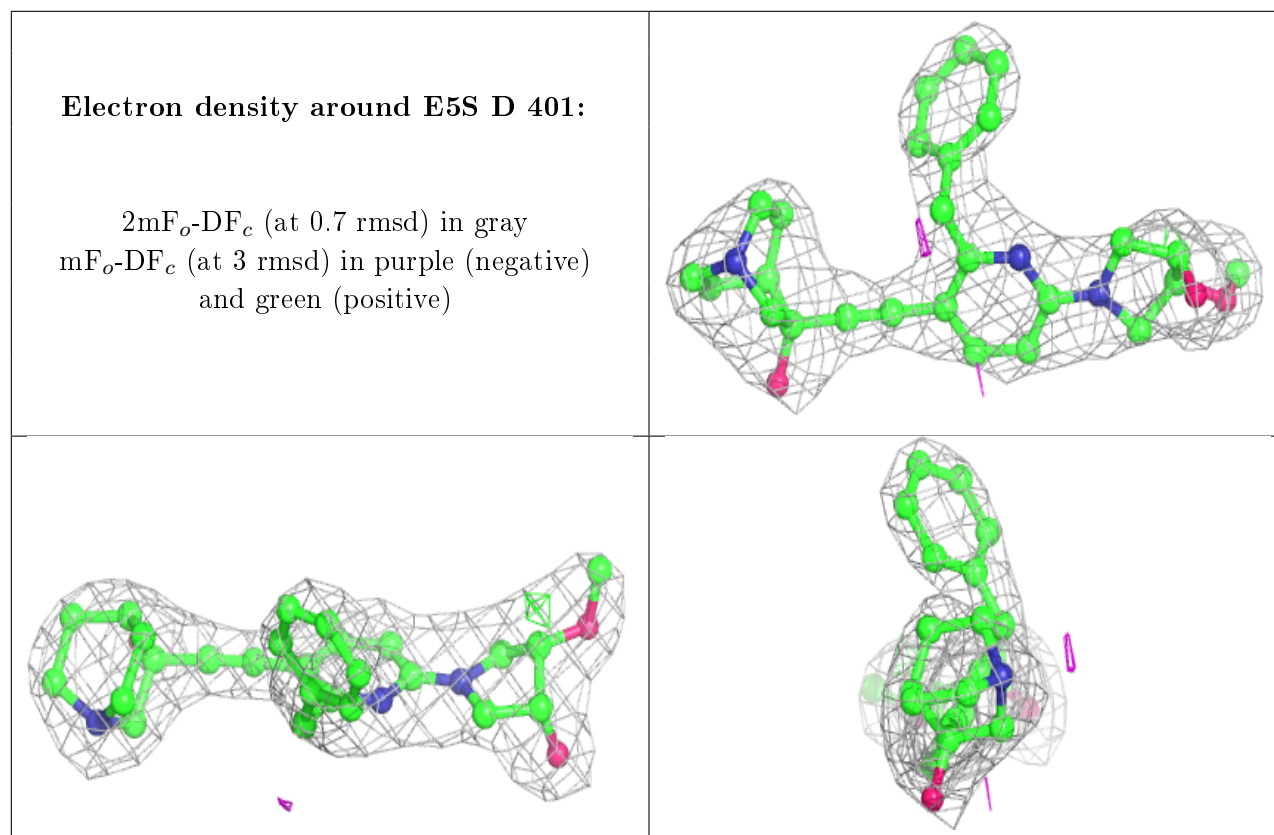 Electron density around E5S D 401:
2mFo-DFc (at 0.7 rmsd) in gray
mFo-DFc (at 3 rmsd) in purple (negative)
and green (positive)